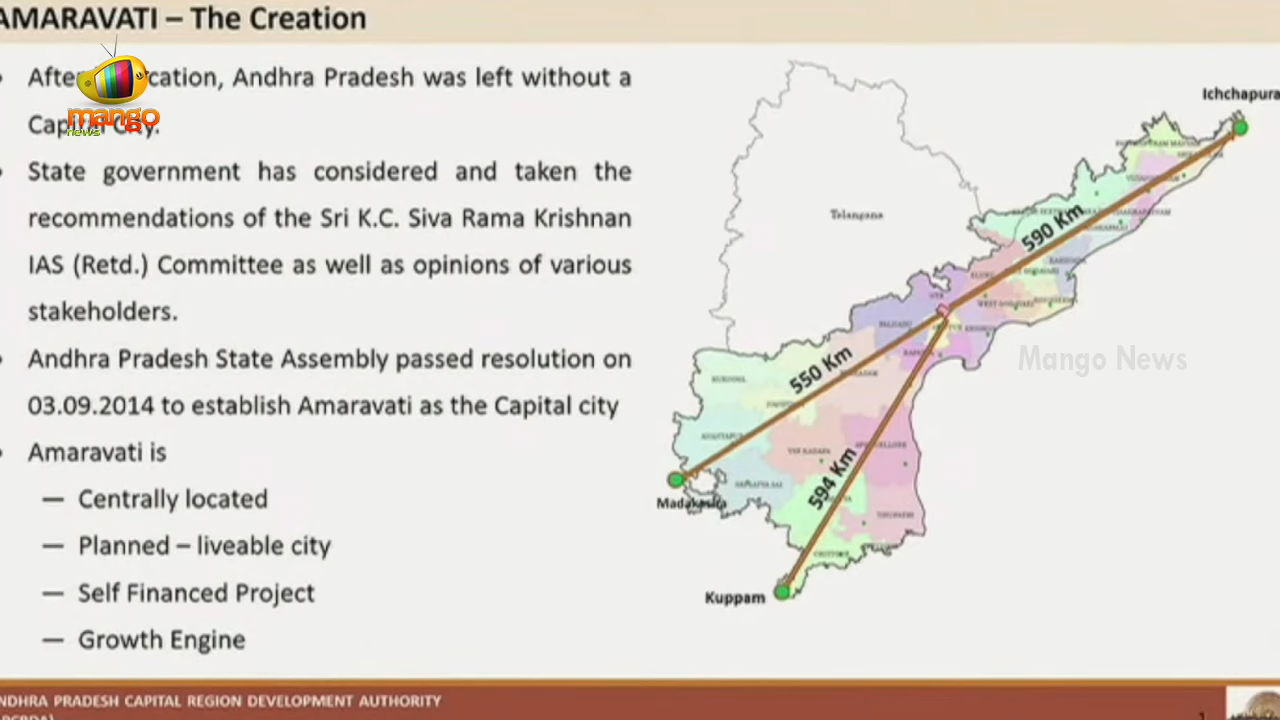 AMARAVATI – The Creation
Andhra Pradesh was left without a
Capital City.
State government has considered and taken the
recommendations of the Sri K.C. Siva Rama Krishnan
IAS (Retd.) Committee as well as opinions of various
stakeholders.
Andhra Pradesh State Assembly passed resolution on
03.09.2014 to establish Amaravati as the Capital city
Amaravati is
— Centrally located
— Planned – liveable city
— Self Financed Project
— Growth Engine
mango
news
Ichchapura
Telangana
590 Km
550 Km
594 Km
Madakasira
Kuppam
Mango News
NDHRA PRADESH CAPITAL REGION DEVELOPMENT AUTHORITY
1